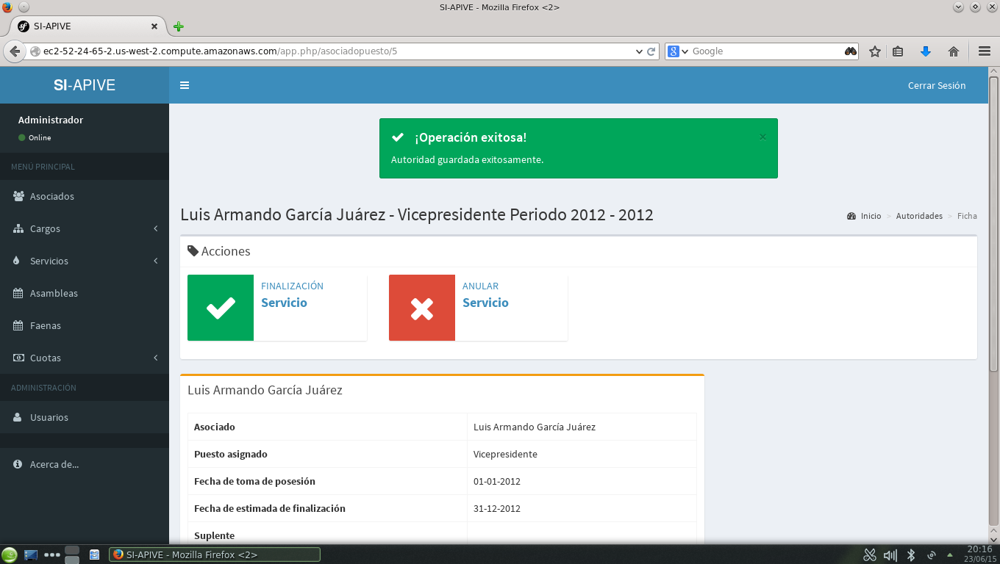 SI-APIVE - Mozilla Firefox <2>
SI-APIVE
ec2-52-24-65-2.us-west-2.compute.amazonaws.com/app.php/asociadopuesto/5
Google
SI-APIVE
Cerrar Sesión
Administrador
Online
MENÚ PRINCIPAL
Asociados
Cargos
Servicios
Asambleas
Faenas
Cuotas
ADMINISTRACIÓN
Usuarios
Acerca de...
¡Operación exitosa!
×
Autoridad guardada exitosamente.
Luis Armando García Juárez - Vicepresidente Periodo 2012 - 2012
Inicio > Autoridades > Ficha
Acciones
FINALIZACIÓN
Servicio
ANULAR
Servicio
Luis Armando García Juárez
Asociado Luis Armando García Juárez
Puesto asignado Vicepresidente
Fecha de toma de posesión 01-01-2012
Fecha de estimada de finalización 31-12-2012
Suplente
SI-APIVE - Mozilla Firefox <2>
20:16
23/06/15